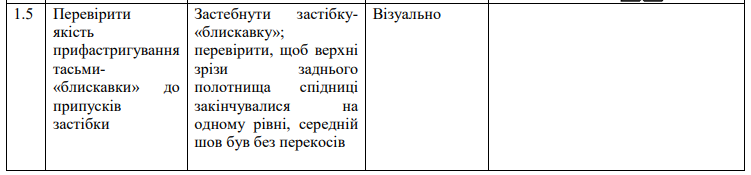 1.5
Перевірити
якість
прифастригування
тасьми-
«блискавки» до
припусків
застібки
Застебнути застібку-
«блискавку»;
перевірити, щоб верхні
зрізи заднього
полотнища спідниці
закінчувалися на
одному рівні, середній
шов був без перекосів
Візуально